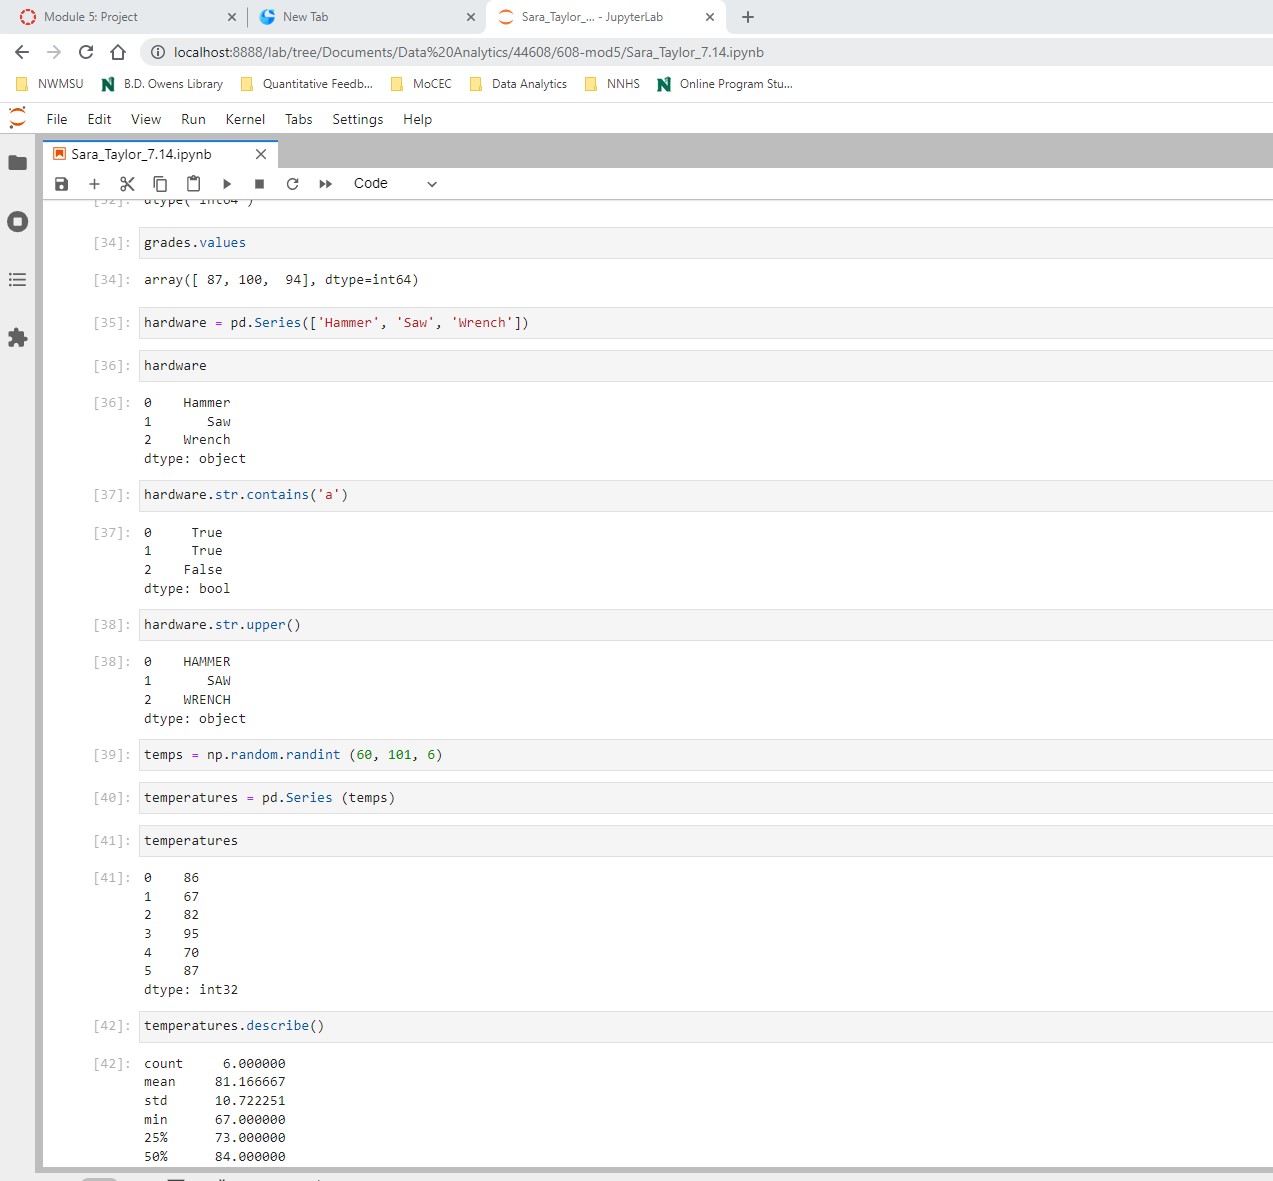 Module 5: Project
New Tab
Sara_Taylor_... - JupyterLab
localhost:8888/lab/tree/Documents/Data%20Analytics/44608/608-mod5/Sara_Taylor_7.14.ipynb
NWMSU B.D. Owens Library Quantitative Feedb... MoCEC Data Analytics NNHS Online Program Stu...
File Edit View Run Kernel Tabs Settings Help
Sara_Taylor_7.14.ipynb
Code
[32]: dtype('int64')
[34]: grades.values
[34]: array([ 87, 100,  94], dtype=int64)
[35]: hardware = pd.Series(['Hammer', 'Saw', 'Wrench'])
[36]: hardware
[36]: 0 Hammer
1 Saw
2 Wrench
dtype: object
[37]: hardware.str.contains('a')
[37]: 0 True
1 True
2 False
dtype: bool
[38]: hardware.str.upper()
[38]: 0 HAMMER
1 SAW
2 WRENCH
dtype: object
[39]: temps = np.random.randint (60, 101, 6)
[40]: temperatures = pd.Series (temps)
[41]: temperatures
[41]: 0 86
1 67
2 82
3 95
4 70
5 87
dtype: int32
[42]: temperatures.describe()
[42]: count 6.000000
mean 81.166667
std 10.722251
min 67.000000
25% 73.000000
50% 84.000000